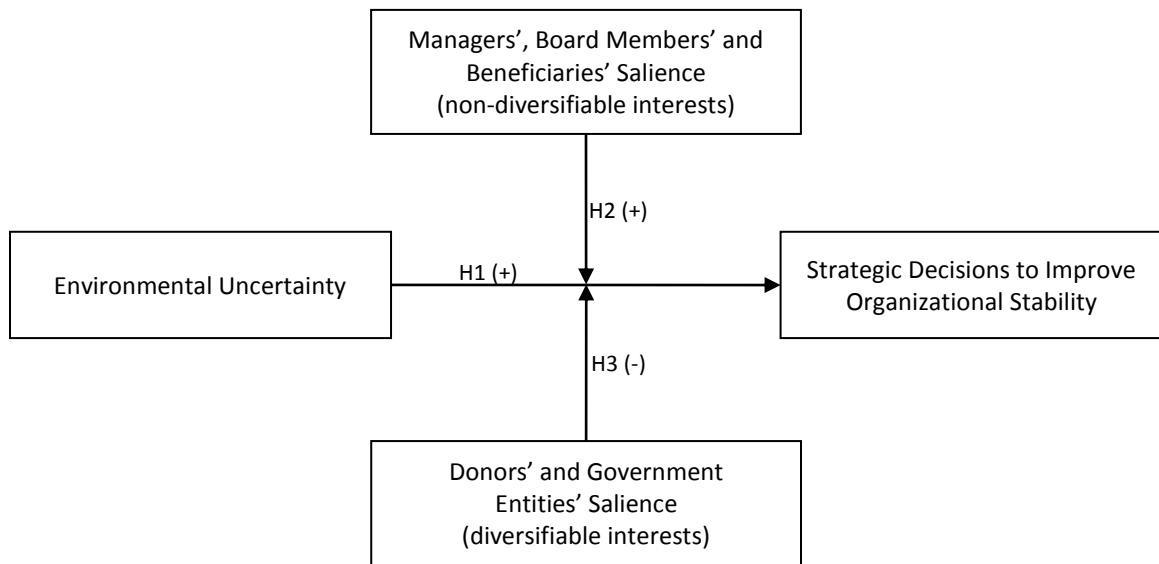 Managers’, Board Members’ and
Beneficiaries’ Salience
(non-diversifiable interests)
H2 (+)
Environmental Uncertainty
H1 (+)
Strategic Decisions to Improve
Organizational Stability
H3 (-)
Donors’ and Government
Entities’ Salience
(diversifiable interests)